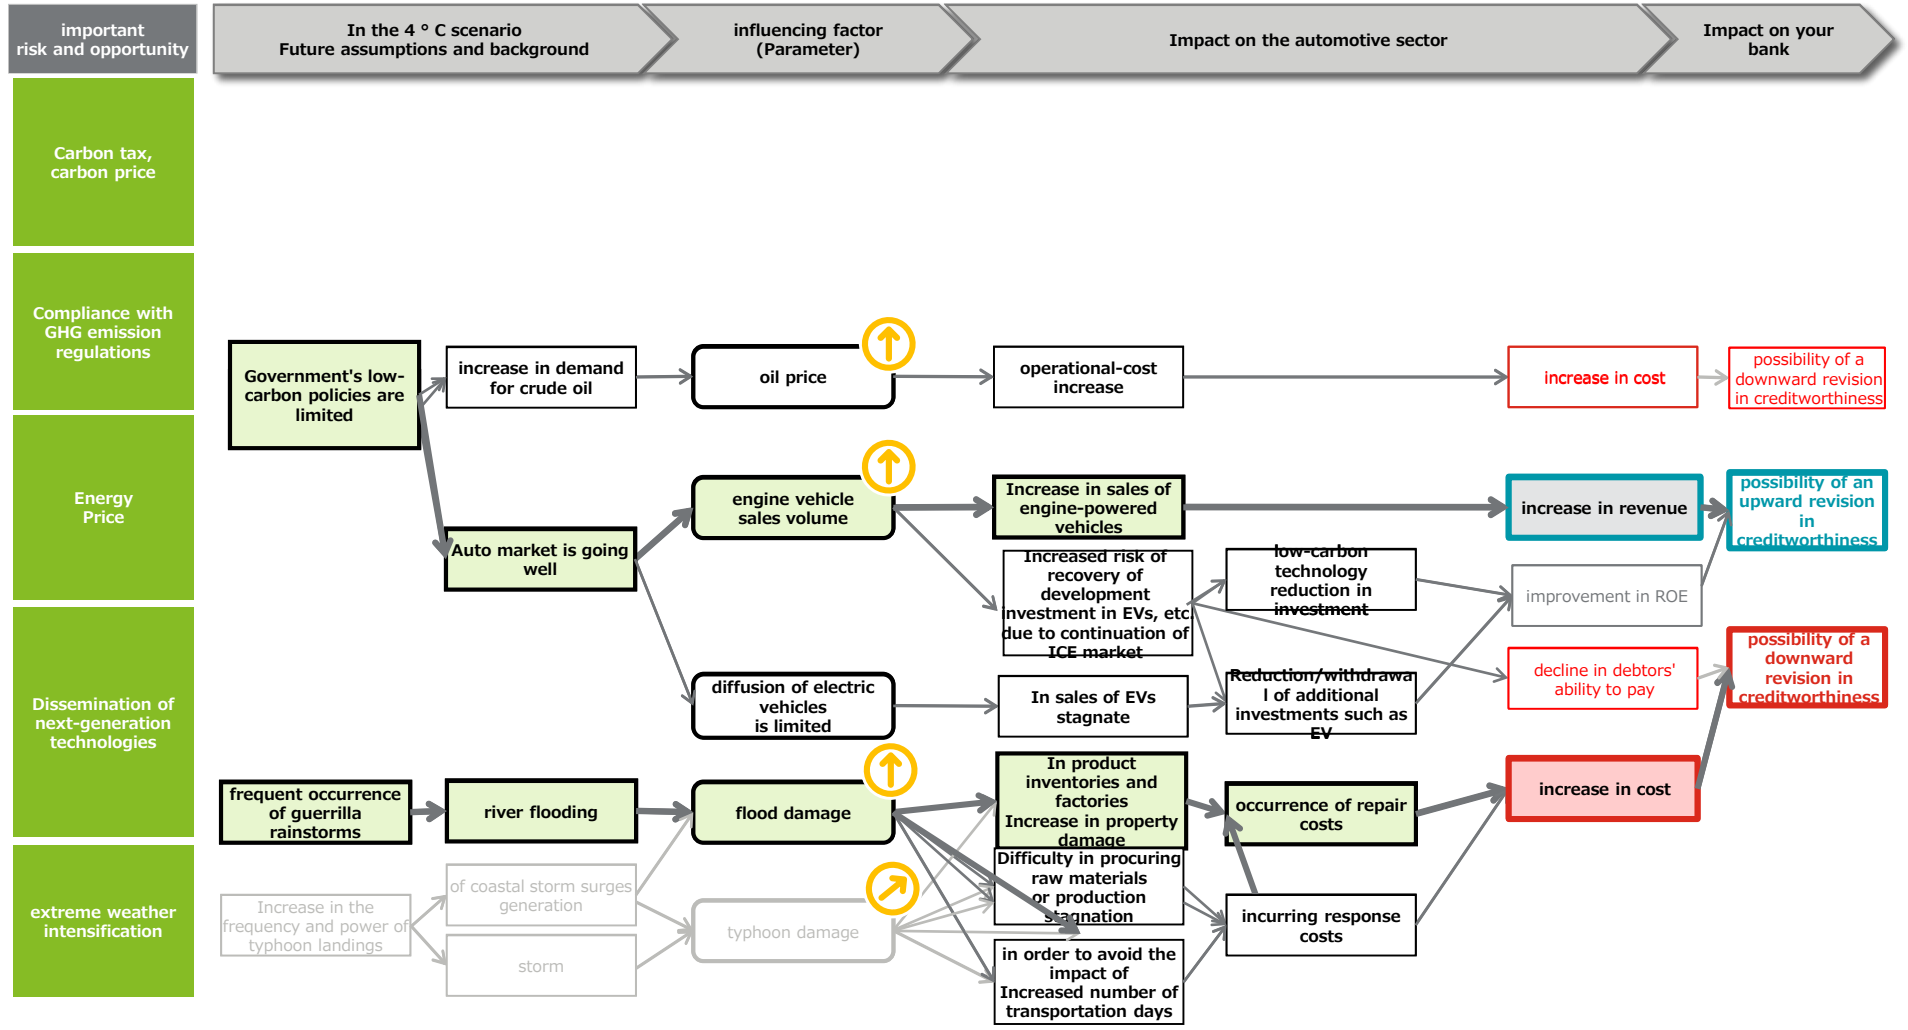 important
risk and opportunity
In the 4 ° C scenario
Future assumptions and background
influencing factor
(Parameter)
Impact on the automotive sector
Impact on your
bank
Carbon tax,
carbon price
Compliance with
GHG emission
regulations
Energy
Price
Dissemination of
next-generation
technologies
extreme weather
intensification
Government's low-
carbon policies are
limited
increase in demand
for crude oil
oil price
operational-cost
increase
increase in cost
possibility of a
downward revision
in creditworthiness
Auto market is going
well
engine vehicle
sales volume
Increase in sales of
engine-powered
vehicles
increase in revenue
possibility of an
upward revision
in
creditworthiness
Increased risk of
recovery of
development
investment in EVs, etc.
due to continuation of
ICE market
low-carbon
technology
reduction in
investment
improvement in ROE
diffusion of electric
vehicles
is limited
In sales of EVs
stagnate
Reduction/withdrawa
l of additional
investments such as
EV
decline in debtors'
ability to pay
possibility of a
downward
revision in
creditworthiness
frequent occurrence
of guerrilla
rainstorms
river flooding
flood damage
In product
inventories and
factories
Increase in property
damage
occurrence of repair
costs
increase in cost
Increase in the
frequency and power of
typhoon landings
of coastal storm surges
generation
storm
typhoon damage
Difficulty in procuring
raw materials
or production
stagnation
incurring response
costs
in order to avoid the
impact of
Increased number of
transportation days